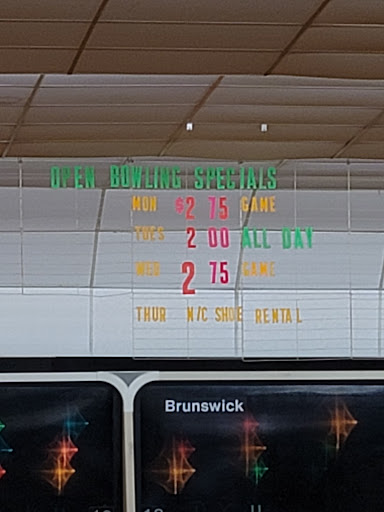 OPEN BOWLING SPECIALS
MON $2 75 GAME
TUES 2 00 ALL DAY
WED 2 75 GAME
THUR N/C SHOE RENTAL
Brunswick